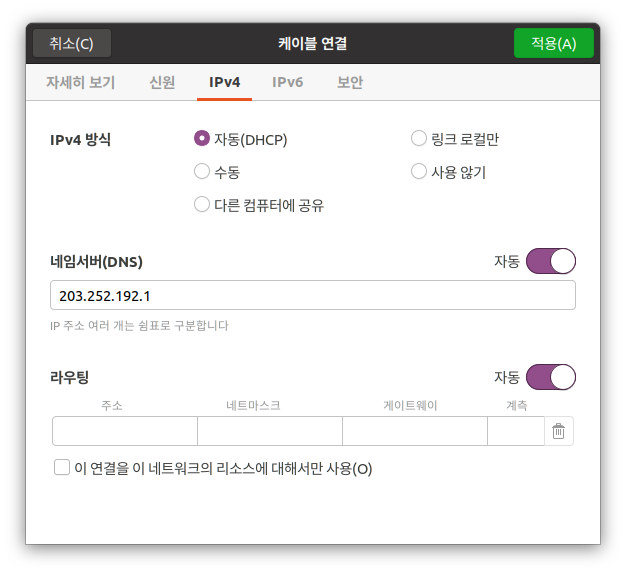 취소(C) 케이블 연결 적용(A)
자세히 보기 신원 IPv4 IPv6 보안
IPv4 방식 자동(DHCP) 링크 로컬만
수동 사용 않기
다른 컴퓨터에 공유
네임서버(DNS) 자동
203.252.192.1
IP 주소 여러 개는 쉼표로 구분합니다
라우팅 자동
주소 네트마스크 게이트웨이 계측
이 연결을 이 네트워크의 리소스에 대해서만 사용(O)